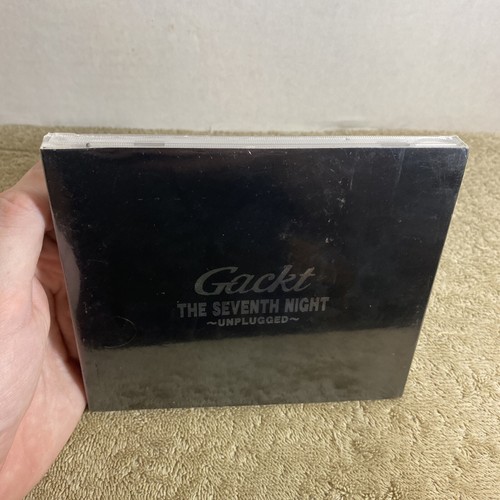 Gackt
THE SEVENTH NIGHT
～UNPLUGGED～